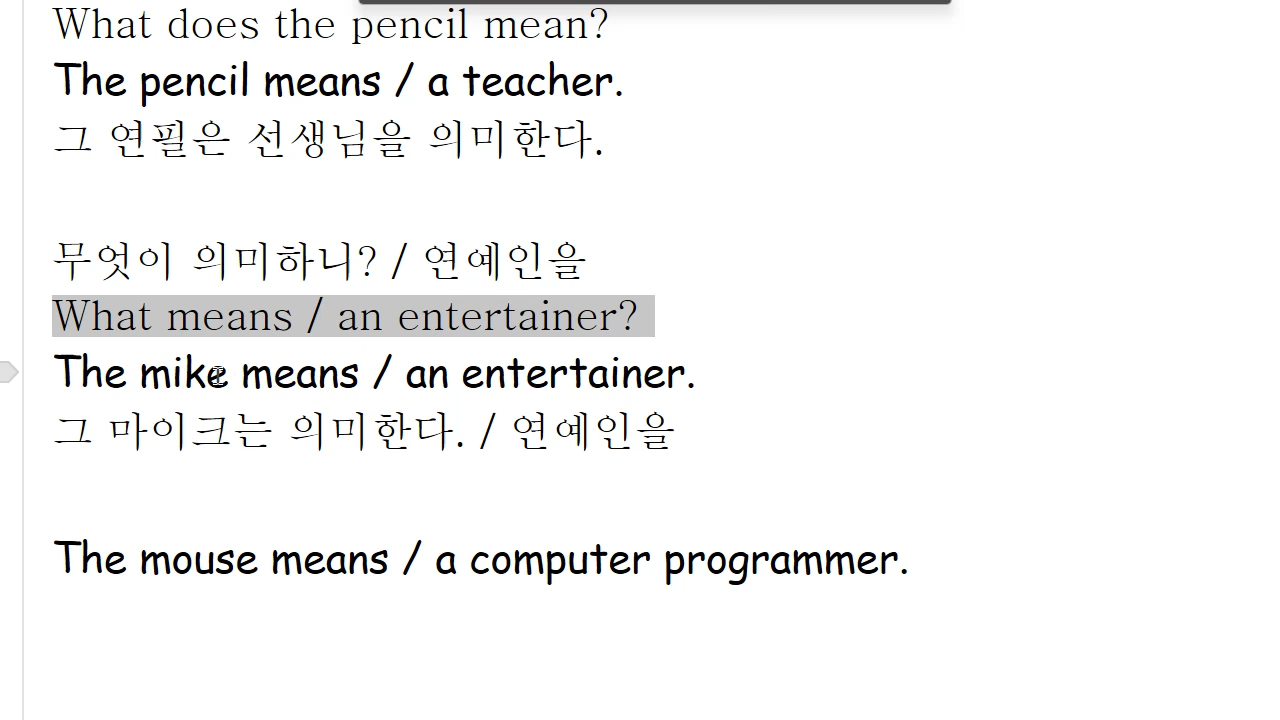 What does the pencil mean?
The pencil means / a teacher.
그 연필은 선생님을 의미한다.
무엇이 의미하니? / 연예인을
What means / an entertainer?
The mike means / an entertainer.
그 마이크는 의미한다. / 연예인을
The mouse means / a computer programmer.